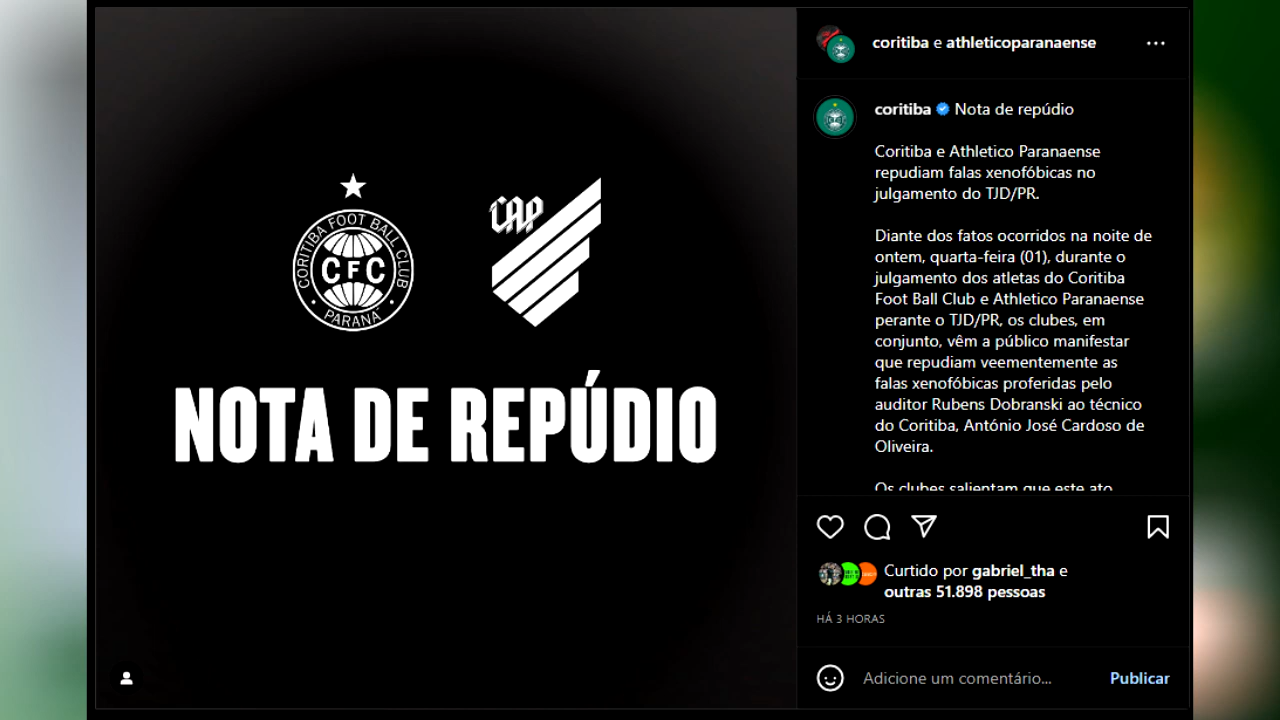 CORITIBA FOOT BALL CLUB
CFC
PARANÁ
CAP
NOTA DE REPÚDIO
coritiba e athleticoparanaense
coritiba Nota de repúdio
Coritiba e Athletico Paranaense
repudiam falas xenofóbicas no
julgamento do TJD/PR.
Diante dos fatos ocorridos na noite de
ontem, quarta-feira (01), durante o
julgamento dos atletas do Coritiba
Foot Ball Club e Athletico Paranaense
perante o TJD/PR, os clubes, em
conjunto, vêm a público manifestar
que repudiam veementemente as
falas xenofóbicas proferidas pelo
auditor Rubens Dobranski ao técnico
do Coritiba, António José Cardoso de
Oliveira.
Os clubes salientam que este ato
Curtido por gabriel_tha e
outras 51.898 pessoas
HÁ 3 HORAS
Adicione um comentário...
Publicar